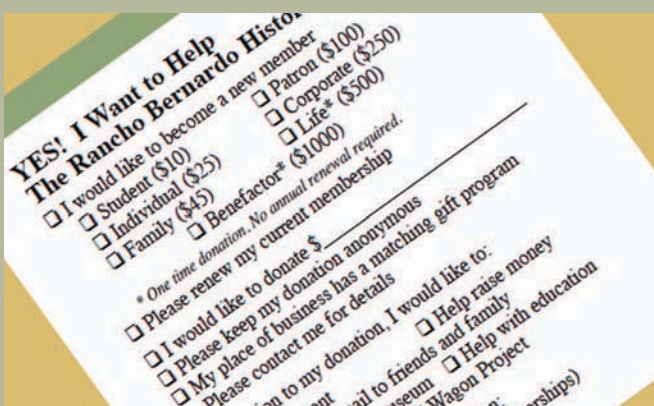 YES! I Want to Help
The Rancho Bernardo Histo
❏ I would like to become a new member
❏ Student ($10) ❏ Patron ($100)
❏ Individual ($25) ❏ Corporate ($250)
❏ Family ($45) ❏ Life* ($500)
❏ Benefactor* ($1000)
* One time donation. No annual renewal required.
❏ Please renew my current membership
❏ I would like to donate $
❏ Please keep my donation anonymous
❏ My place of business has a matching gift program
Please contact me for details
to my donation, I would like to:
❏ Help raise money
ail to friends and family
❏ Help with education
Wagon Project